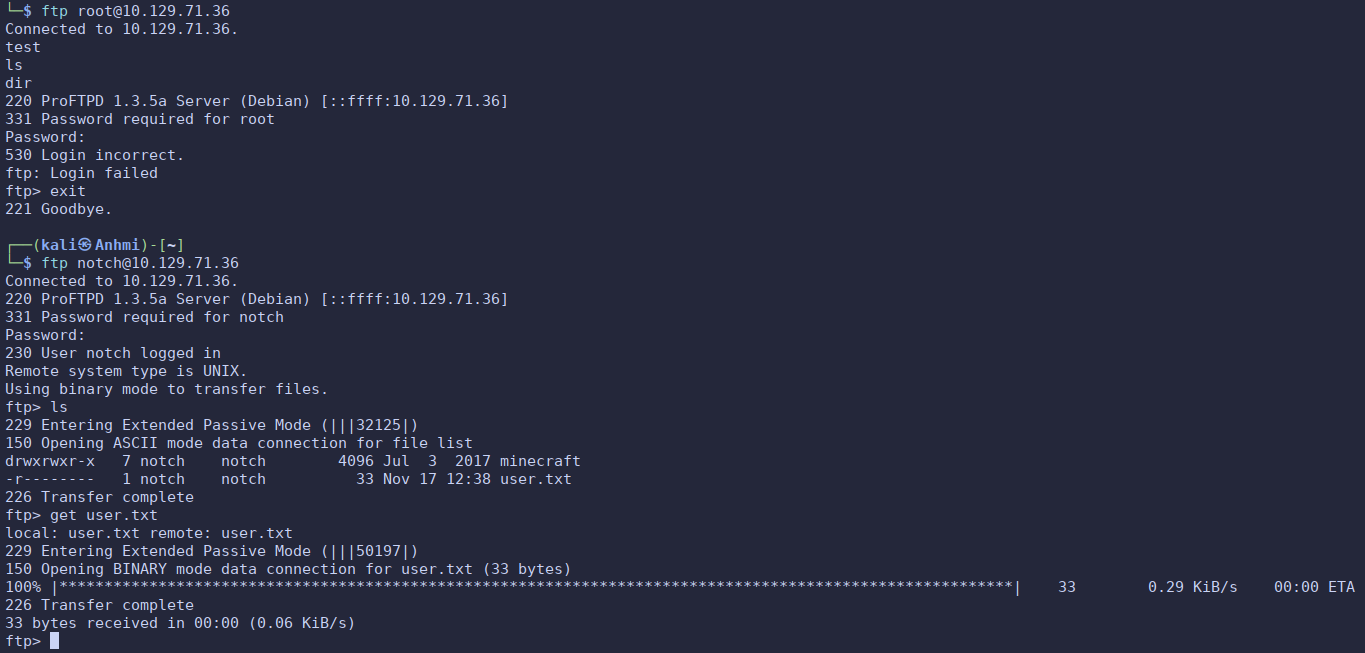 └─$ ftp root@10.129.71.36
Connected to 10.129.71.36.
test
ls
dir
220 ProFTPD 1.3.5a Server (Debian) [::ffff:10.129.71.36]
331 Password required for root
Password:
530 Login incorrect.
ftp: Login failed
ftp> exit
221 Goodbye.

┌──(kali㉿Anhmi)-[~]
└─$ ftp notch@10.129.71.36
Connected to 10.129.71.36.
220 ProFTPD 1.3.5a Server (Debian) [::ffff:10.129.71.36]
331 Password required for notch
Password:
230 User notch logged in
Remote system type is UNIX.
Using binary mode to transfer files.
ftp> ls
229 Entering Extended Passive Mode (|||32125|)
150 Opening ASCII mode data connection for file list
drwxrwxr-x   7 notch    notch        4096 Jul  3  2017 minecraft
-r--------   1 notch    notch          33 Nov 17 12:38 user.txt
226 Transfer complete
ftp> get user.txt
local: user.txt remote: user.txt
229 Entering Extended Passive Mode (|||50197|)
150 Opening BINARY mode data connection for user.txt (33 bytes)
100% |**********************************************************************************************************|    33        0.29 KiB/s    00:00 ETA
226 Transfer complete
33 bytes received in 00:00 (0.06 KiB/s)
ftp>